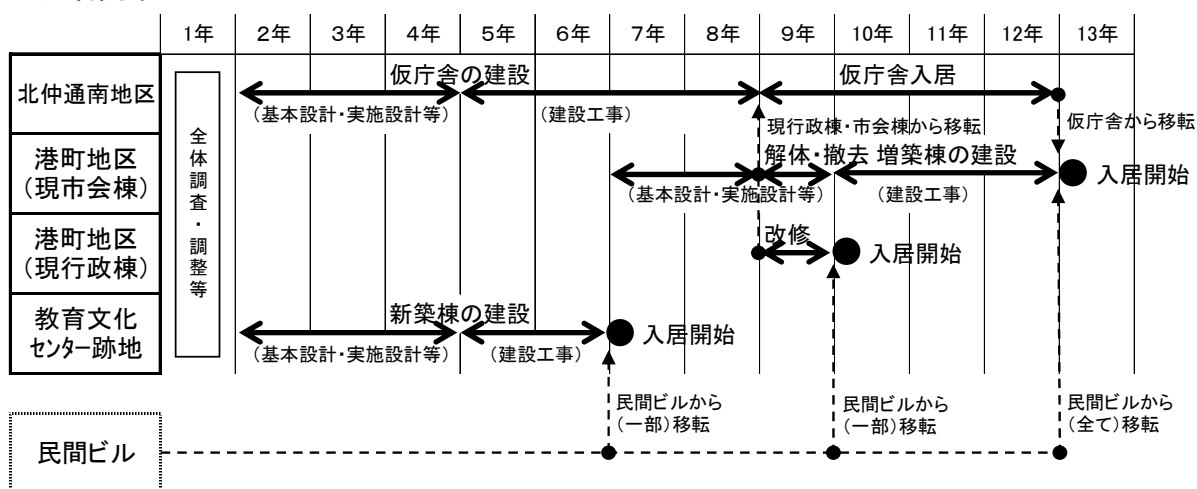 1年 2年 3年 4年 5年 6年 7年 8年 9年 10年 11年 12年 13年
北仲通南地区
仮庁舎の建設
仮庁舎入居
（基本設計・実施設計等）
（建設工事）
現行政棟・市会棟から移転
仮庁舎から移転
全体調査・調整等
港町地区
（現市会棟）
解体・撤去 増築棟の建設
入居開始
（基本設計・実施設計等）
（建設工事）
港町地区
（現行政棟）
改修
入居開始
教育文化
センター跡地
新築棟の建設
入居開始
（基本設計・実施設計等）
（建設工事）
民間ビルから
（一部）移転
民間ビルから
（一部）移転
民間ビルから
（全て）移転
民間ビル